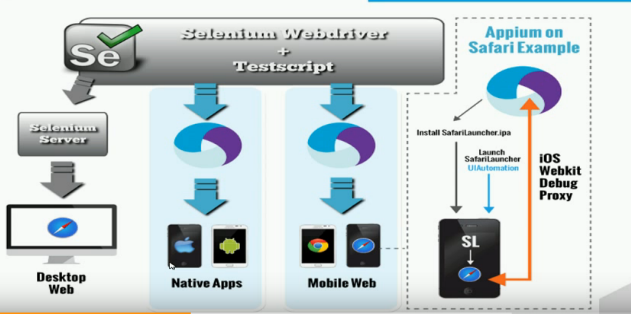 Se
Selenium Webdriver
+
Testscript
Selenium
Server
Desktop
Web
Native Apps
Mobile Web
Appium on
Safari Example
Install SafariLauncher.ipa
Launch
SafariLauncher
UIAutomation
iOS
Webkit
Debug
Proxy
SL